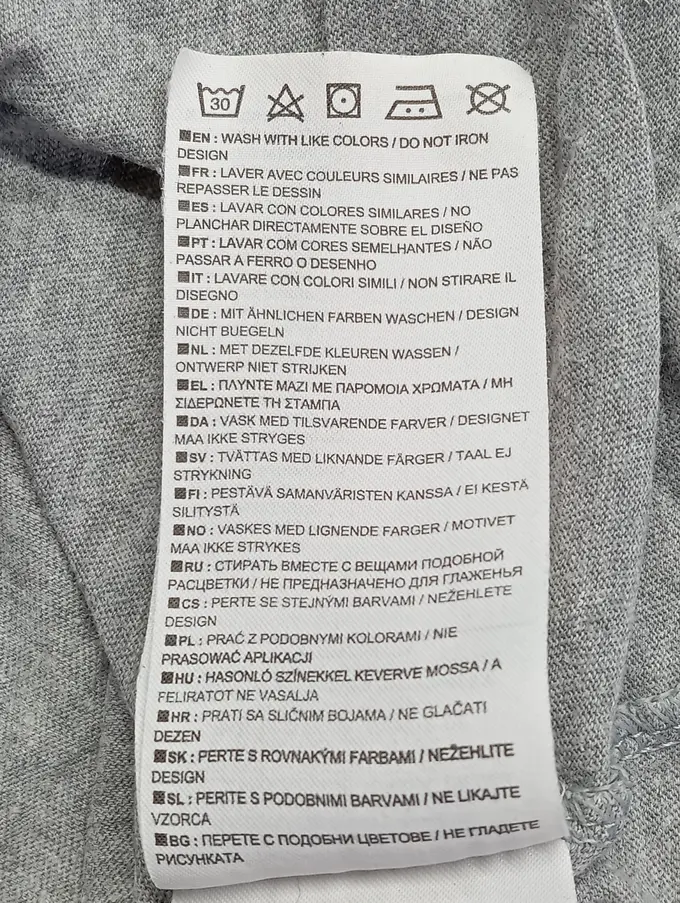 30
EN : WASH WITH LIKE COLORS / DO NOT IRON
DESIGN
FR : LAVER AVEC COULEURS SIMILAIRES / NE PAS
REPASSER LE DESSIN
ES : LAVAR CON COLORES SIMILARES / NO
PLANCHAR DIRECTAMENTE SOBRE EL DISEÑO
PT : LAVAR COM CORES SEMELHANTES / NÃO
PASSAR A FERRO O DESENHO
IT : LAVARE CON COLORI SIMILI / NON STIRARE IL
DISEGNO
DE : MIT ÄHNLICHEN FARBEN WASCHEN / DESIGN
NICHT BUEGELN
NL : MET DEZELFDE KLEUREN WASSEN /
ONTWERP NIET STRIJKEN
EL : ΠΛΥΝΤΕ ΜΑΖΙ ΜΕ ΠΑΡΟΜΟΙΑ ΧΡΩΜΑΤΑ / ΜΗ
ΣΙΔΕΡΩΝΕΤΕ ΤΗ ΣΤΑΜΠΑ
DA : VASK MED TILSVARENDE FARVER / DESIGNET
MAA IKKE STRYGES
SV : TVÄTTAS MED LIKNANDE FÄRGER / TAAL EJ
STRYKNING
FI : PESTÄVÄ SAMANVÄRISTEN KANSSA / EI KESTÄ
SILITYSTÄ
NO : VASKES MED LIGNENDE FARGER / MOTIVET
MAA IKKE STRYKES
RU : СТИРАТЬ ВМЕСТЕ С ВЕЩАМИ ПОДОБНОЙ
РАСЦВЕТКИ / НЕ ПРЕДНАЗНАЧЕНО ДЛЯ ГЛАЖЕНЬЯ
CS : PERTE SE STEJNÝMI BARVAMI / NEŽEHLETE
DESIGN
PL : PRAĆ Z PODOBNYMI KOLORAMI / NIE
PRASOWAĆ APLIKACJI
HU : HASONLÓ SZÍNEKKEL KEVERVE MOSSA / A
FELIRATOT NE VASALJA
HR : PRATI SA SLIČNIM BOJAMA / NE GLAČATI
DEZEN
SK : PERTE S ROVNAKÝMI FARBAMI / NEŽEHLITE
DESIGN
SL : PERITE S PODOBNIMI BARVAMI / NE LIKAJTE
VZORCA
BG : ПЕРЕТЕ С ПОДОБНИ ЦВЕТОВЕ / НЕ ГЛАДЕТЕ
РИСУНКАТА